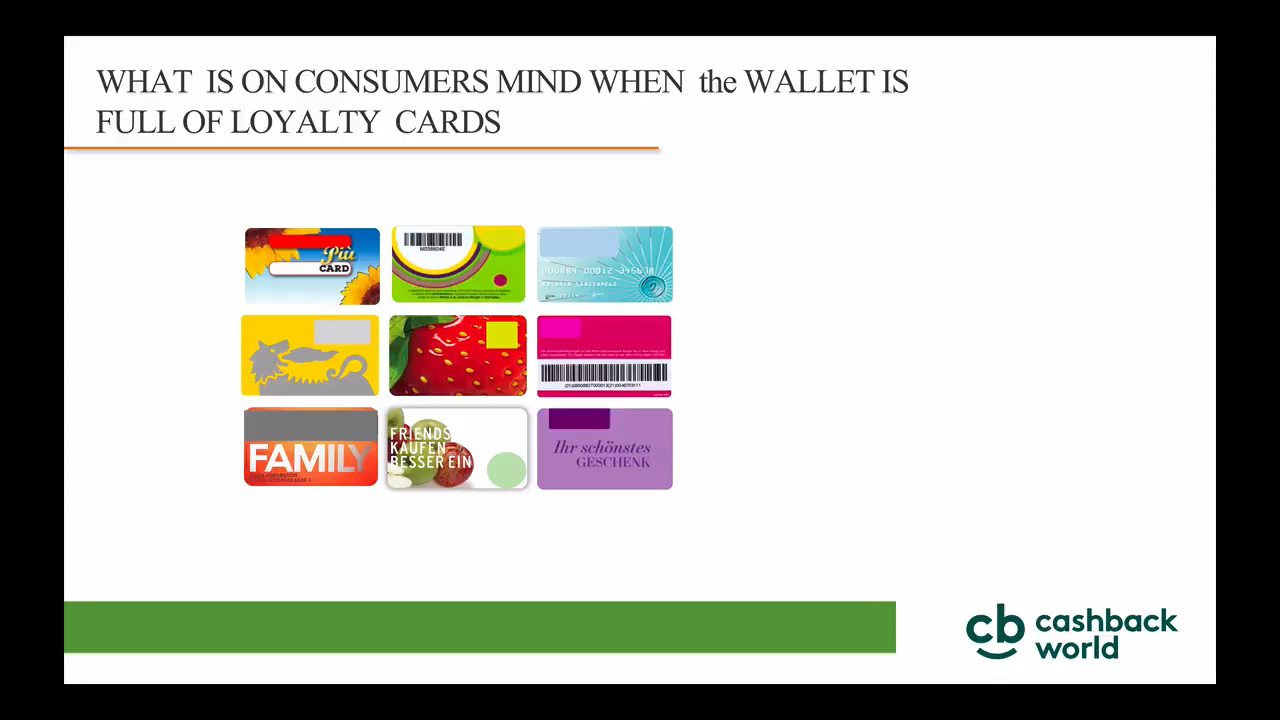 WHAT IS ON CONSUMERS MIND WHEN the WALLET IS
FULL OF LOYALTY CARDS
Più
CARD
M038924E
FAMILY
FRIENDS
KAUFEN
BESSER EIN
Ihr schönstes
GESCHENK
cb cashback
world